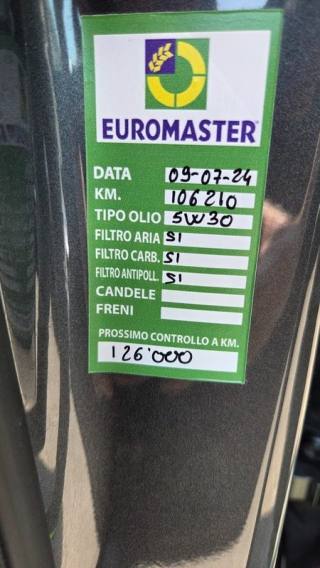 EUROMASTER
DATA 09-07-24
KM. 106210
TIPO OLIO 5W30
FILTRO ARIA SI
FILTRO CARB. SI
FILTRO ANTIPOLL. SI
CANDELE
FRENI
PROSSIMO CONTROLLO A KM.
126'000